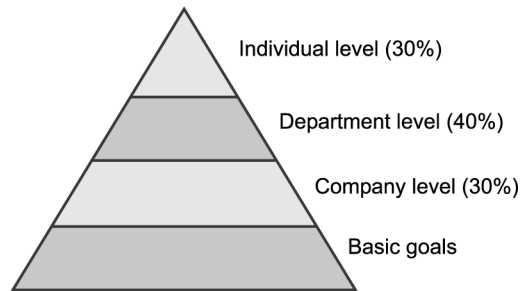 Individual level (30%)
Department level (40%)
Company level (30%)
Basic goals